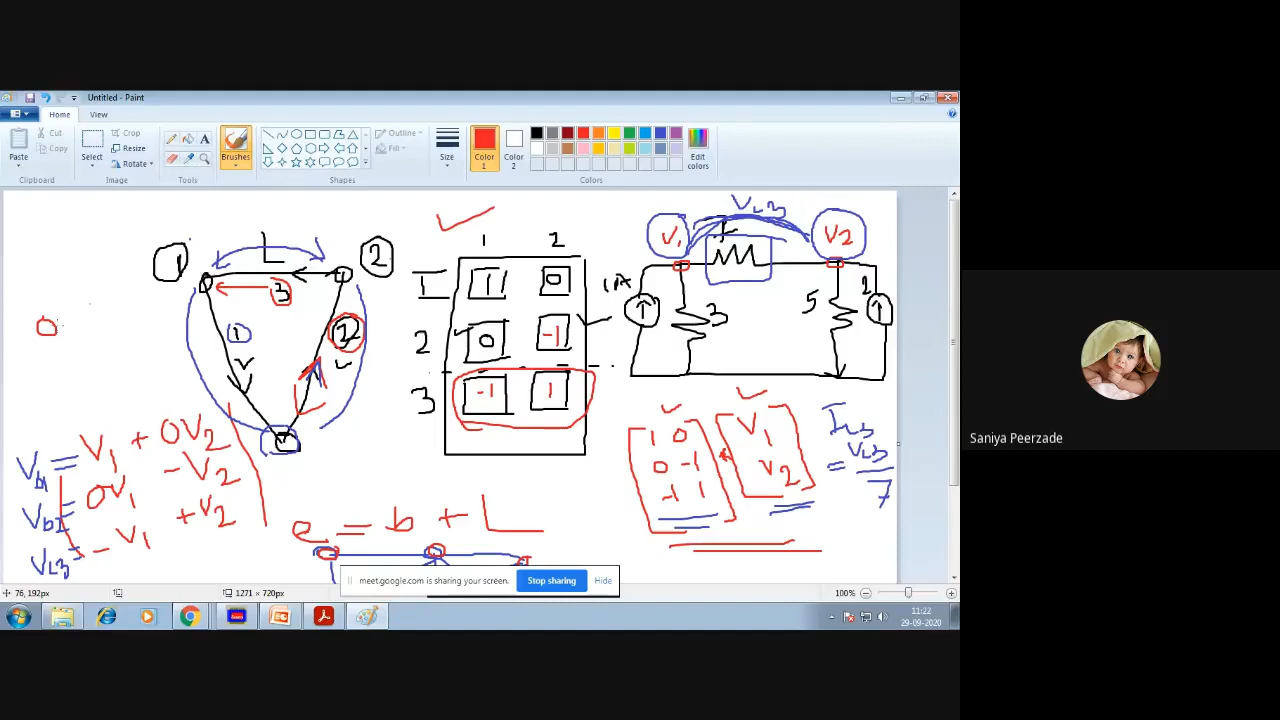 Untitled - Paint
Home
View
Paste
Cut
Copy
Clipboard
Select
Crop
Resize
Rotate
Image
Tools
Brushes
Shapes
Outline
Fill
Size
Color 1
Color 2
Edit colors
Colors
1 2
1 1 0
2 0 -1
3 -1 1
1
2
L
3
1
2
L
VL3
V1
V2
3
5
2
1 0
0 -1
-1 1
V1
V2
IL3
= VL3
7
Vb1 = V1 + 0V2
Vb2 = 0V1 - V2
VL3 = -V1 + V2
e = b + L
meet.google.com is sharing your screen.
Stop sharing
Hide
76, 192px
1271 × 720px
100%
11:22
29-09-2020
Saniya Peerzade